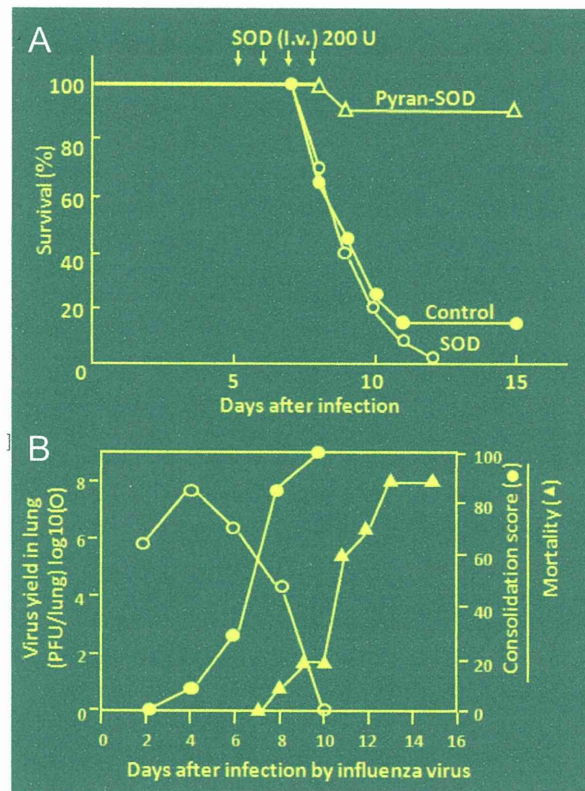 A
SOD (I.v.) 200 U
Pyran-SOD
Control
SOD
Survival (%)
100
80
60
40
20
0
5
10
15
Days after infection
]
B
Virus yield in lung
(PFU/lung) log10(O
8
6
4
2
0
100
80
60
40
20
0
Consolidation score (●)
Mortality (▲)
0
2
4
6
8
10
12
14
16
Days after infection by influenza virus